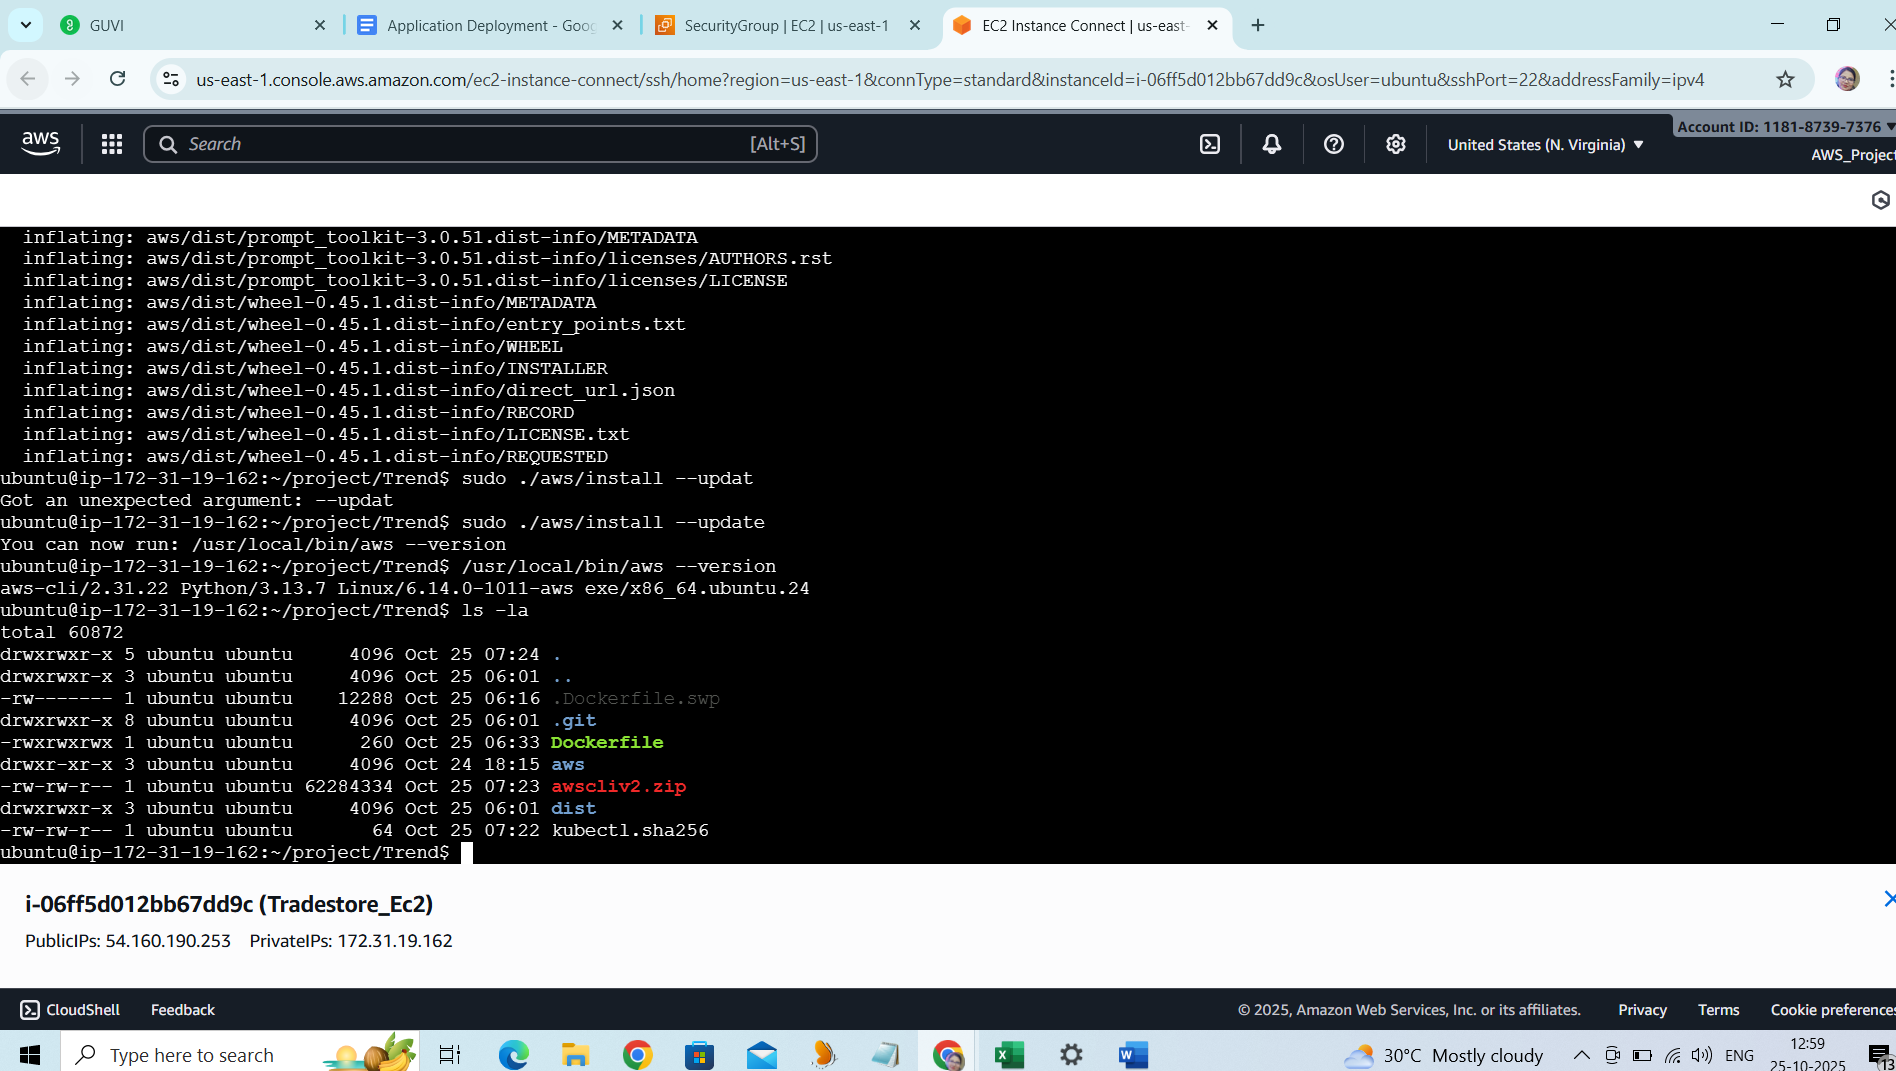 GUVI
Application Deployment - Goog
SecurityGroup | EC2 | us-east-1
EC2 Instance Connect | us-east-
us-east-1.console.aws.amazon.com/ec2-instance-connect/ssh/home?region=us-east-1&connType=standard&instanceId=i-06ff5d012bb67dd9c&osUser=ubuntu&sshPort=22&addressFamily=ipv4
aws
Search
[Alt+S]
United States (N. Virginia)
Account ID: 1181-8739-7376
AWS_Project
  inflating: aws/dist/prompt_toolkit-3.0.51.dist-info/METADATA
  inflating: aws/dist/prompt_toolkit-3.0.51.dist-info/licenses/AUTHORS.rst
  inflating: aws/dist/prompt_toolkit-3.0.51.dist-info/licenses/LICENSE
  inflating: aws/dist/wheel-0.45.1.dist-info/METADATA
  inflating: aws/dist/wheel-0.45.1.dist-info/entry_points.txt
  inflating: aws/dist/wheel-0.45.1.dist-info/WHEEL
  inflating: aws/dist/wheel-0.45.1.dist-info/INSTALLER
  inflating: aws/dist/wheel-0.45.1.dist-info/direct_url.json
  inflating: aws/dist/wheel-0.45.1.dist-info/RECORD
  inflating: aws/dist/wheel-0.45.1.dist-info/LICENSE.txt
  inflating: aws/dist/wheel-0.45.1.dist-info/REQUESTED
ubuntu@ip-172-31-19-162:~/project/Trend$ sudo ./aws/install --updat
Got an unexpected argument: --updat
ubuntu@ip-172-31-19-162:~/project/Trend$ sudo ./aws/install --update
You can now run: /usr/local/bin/aws --version
ubuntu@ip-172-31-19-162:~/project/Trend$ /usr/local/bin/aws --version
aws-cli/2.31.22 Python/3.13.7 Linux/6.14.0-1011-aws exe/x86_64.ubuntu.24
ubuntu@ip-172-31-19-162:~/project/Trend$ ls -la
total 60872
drwxrwxr-x 5 ubuntu ubuntu     4096 Oct 25 07:24 .
drwxrwxr-x 3 ubuntu ubuntu     4096 Oct 25 06:01 ..
-rw------- 1 ubuntu ubuntu    12288 Oct 25 06:16 .Dockerfile.swp
drwxrwxr-x 8 ubuntu ubuntu     4096 Oct 25 06:01 .git
-rwxrwxrwx 1 ubuntu ubuntu      260 Oct 25 06:33 Dockerfile
drwxr-xr-x 3 ubuntu ubuntu     4096 Oct 24 18:15 aws
-rw-rw-r-- 1 ubuntu ubuntu 62284334 Oct 25 07:23 awscliv2.zip
drwxrwxr-x 3 ubuntu ubuntu     4096 Oct 25 06:01 dist
-rw-rw-r-- 1 ubuntu ubuntu       64 Oct 25 07:22 kubectl.sha256
ubuntu@ip-172-31-19-162:~/project/Trend$
i-06ff5d012bb67dd9c (Tradestore_Ec2)
PublicIPs: 54.160.190.253 PrivateIPs: 172.31.19.162
CloudShell Feedback
© 2025, Amazon Web Services, Inc. or its affiliates. Privacy Terms Cookie preferences
Type here to search
30°C Mostly cloudy
ENG
12:59
25-10-2025
13